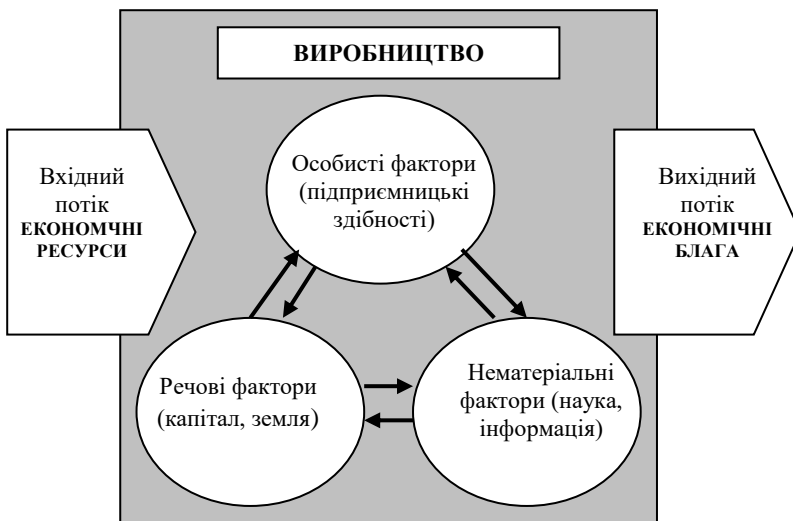 ВИРОБНИЦТВО
Вхідний
потік
ЕКОНОМЧНІ
РЕСУРСИ
Особисті фактори
(підприємницькі
здібності)
Вихідний
потік
ЕКОНОМІЧНІ
БЛАГА
Речові фактори
(капітал, земля)
Нематеріальні
фактори (наука,
інформація)